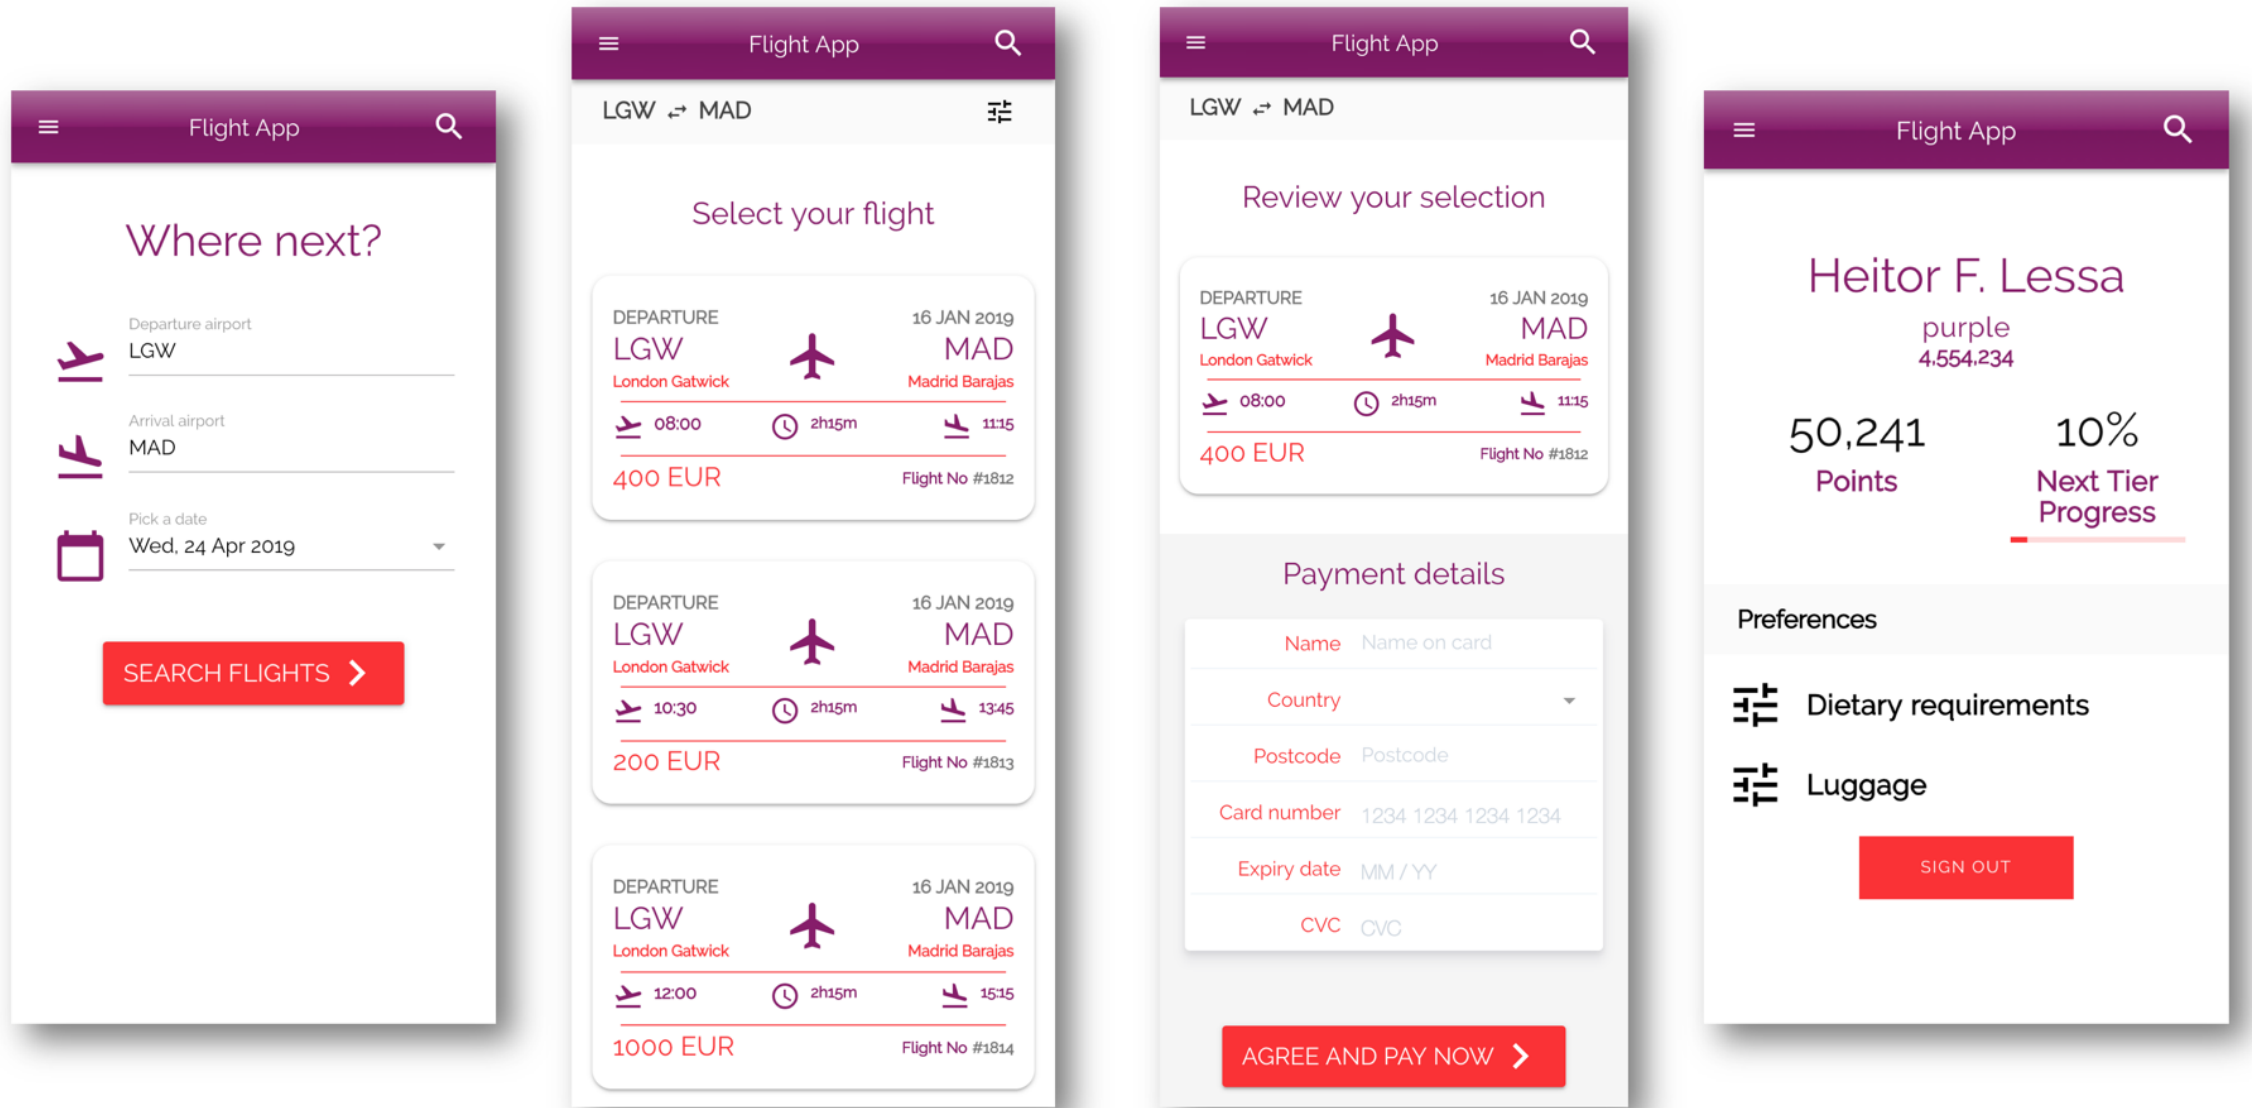 Flight App
Where next?
Departure airport
LGW
Arrival airport
MAD
Pick a date
Wed, 24 Apr 2019
SEARCH FLIGHTS
Flight App
LGW MAD
Select your flight
DEPARTURE 16 JAN 2019
LGW MAD
London Gatwick Madrid Barajas
08:00 2h15m 11:15
400 EUR Flight No #1812
DEPARTURE 16 JAN 2019
LGW MAD
London Gatwick Madrid Barajas
10:30 2h15m 13:45
200 EUR Flight No #1813
DEPARTURE 16 JAN 2019
LGW MAD
London Gatwick Madrid Barajas
12:00 2h15m 15:15
1000 EUR Flight No #1814
Flight App
LGW MAD
Review your selection
DEPARTURE 16 JAN 2019
LGW MAD
London Gatwick Madrid Barajas
08:00 2h15m 11:15
400 EUR Flight No #1812
Payment details
Name Name on card
Country
Postcode Postcode
Card number 1234 1234 1234 1234
Expiry date MM / YY
CVC CVC
AGREE AND PAY NOW
Flight App
Heitor F. Lessa
purple
4,554,234
50,241 10%
Points Next Tier
Progress
Preferences
Dietary requirements
Luggage
SIGN OUT